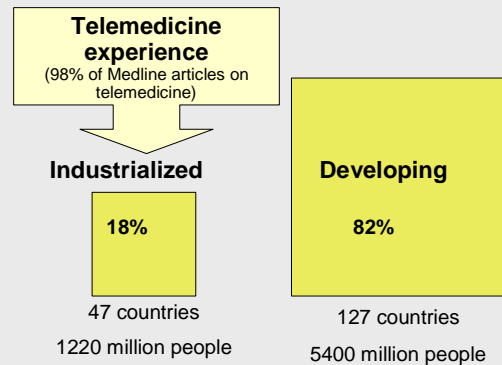 Telemedicine
experience
(98% of Medline articles on
telemedicine)
Industrialized
18%
47 countries
1220 million people
Developing
82%
127 countries
5400 million people